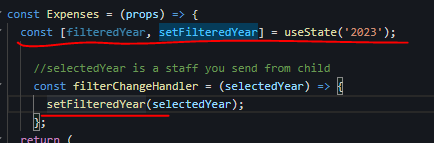 const Expenses = (props) => {
const [filteredYear, setFilteredYear] = useState('2023');
//selectedYear is a staff you send from child
const filterChangeHandler = (selectedYear) => {
setFilteredYear(selectedYear);
};
return (